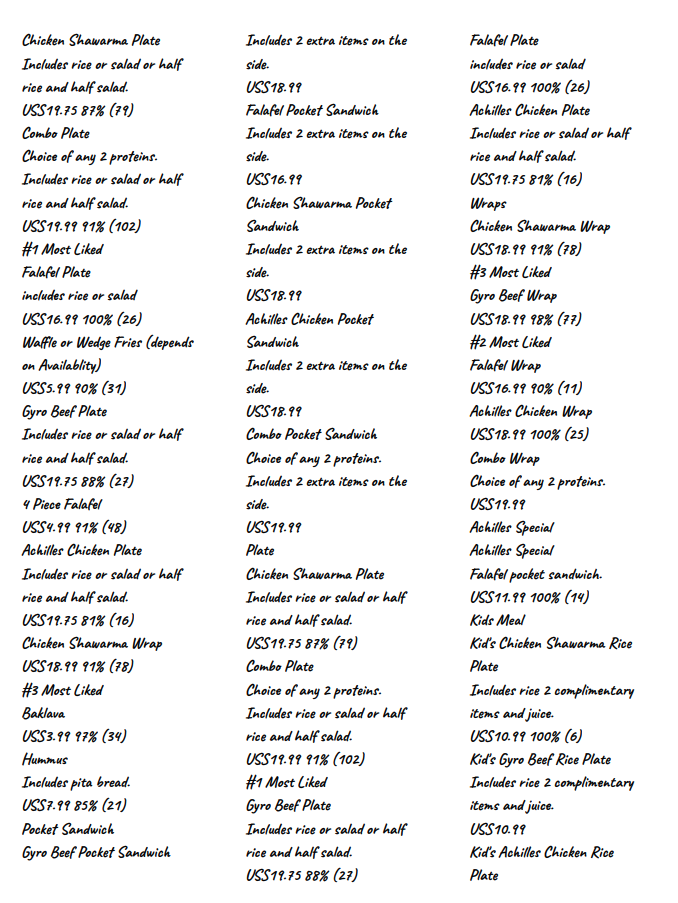 Chicken Shawarma Plate
Includes rice or salad or half
rice and half salad.
US$19.75 87% (79)
Combo Plate
Choice of any 2 proteins.
Includes rice or salad or half
rice and half salad.
US$19.99 91% (102)
#1 Most Liked
Falafel Plate
includes rice or salad
US$16.99 100% (26)
Waffle or Wedge Fries (depends
on Availablity)
US$5.99 90% (31)
Gyro Beef Plate
Includes rice or salad or half
rice and half salad.
US$19.75 88% (27)
4 Piece Falafel
US$4.99 91% (48)
Achilles Chicken Plate
Includes rice or salad or half
rice and half salad.
US$19.75 81% (16)
Chicken Shawarma Wrap
US$18.99 91% (78)
#3 Most Liked
Baklava
US$3.99 97% (34)
Hummus
Includes pita bread.
US$7.99 85% (21)
Pocket Sandwich
Gyro Beef Pocket Sandwich
Includes 2 extra items on the
side.
US$18.99
Falafel Pocket Sandwich
Includes 2 extra items on the
side.
US$16.99
Chicken Shawarma Pocket
Sandwich
Includes 2 extra items on the
side.
US$18.99
Achilles Chicken Pocket
Sandwich
Includes 2 extra items on the
side.
US$18.99
Combo Pocket Sandwich
Choice of any 2 proteins.
Includes 2 extra items on the
side.
US$19.99
Plate
Chicken Shawarma Plate
Includes rice or salad or half
rice and half salad.
US$19.75 87% (79)
Combo Plate
Choice of any 2 proteins.
Includes rice or salad or half
rice and half salad.
US$19.99 91% (102)
#1 Most Liked
Gyro Beef Plate
Includes rice or salad or half
rice and half salad.
US$19.75 88% (27)
Falafel Plate
includes rice or salad
US$16.99 100% (26)
Achilles Chicken Plate
Includes rice or salad or half
rice and half salad.
US$19.75 81% (16)
Wraps
Chicken Shawarma Wrap
US$18.99 91% (78)
#3 Most Liked
Gyro Beef Wrap
US$18.99 98% (77)
#2 Most Liked
Falafel Wrap
US$16.99 90% (11)
Achilles Chicken Wrap
US$18.99 100% (25)
Combo Wrap
Choice of any 2 proteins.
US$19.99
Achilles Special
Achilles Special
Falafel pocket sandwich.
US$11.99 100% (14)
Kids Meal
Kid's Chicken Shawarma Rice
Plate
Includes rice 2 complimentary
items and juice.
US$10.99 100% (6)
Kid's Gyro Beef Rice Plate
Includes rice 2 complimentary
items and juice.
US$10.99
Kid's Achilles Chicken Rice
Plate